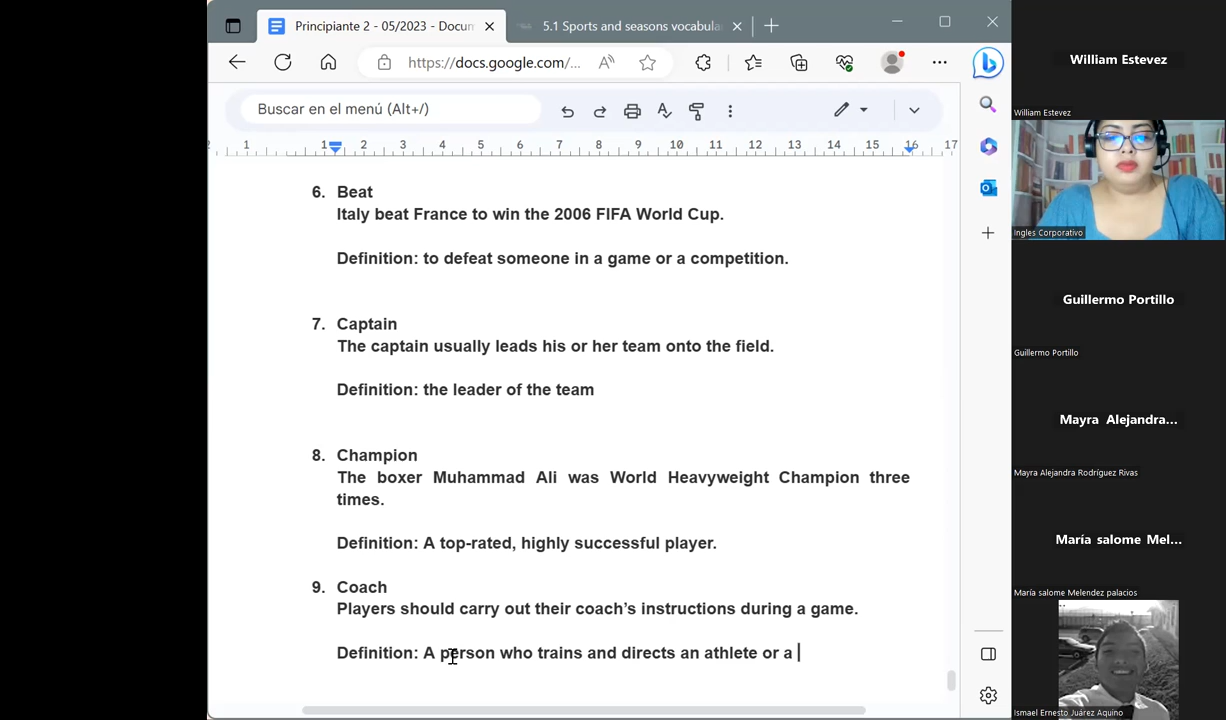 Principiante 2 - 05/2023 - Docum
5.1 Sports and seasons vocabula
https://docs.google.com/...
Buscar en el menú (Alt+/)
1 1 2 3 4 5 6 7 8 9 10 11 12 13 14 15 16 17
6. Beat
Italy beat France to win the 2006 FIFA World Cup.
Definition: to defeat someone in a game or a competition.
7. Captain
The captain usually leads his or her team onto the field.
Definition: the leader of the team
8. Champion
The boxer Muhammad Ali was World Heavyweight Champion three
times.
Definition: A top-rated, highly successful player.
9. Coach
Players should carry out their coach's instructions during a game.
Definition: A person who trains and directs an athlete or a
William Estevez
William Estevez
Ingles Corporativo
Guillermo Portillo
Guillermo Portillo
Mayra Alejandra...
Mayra Alejandra Rodríguez Rivas
María salome Mel...
María salome Melendez palacios
Ismael Ernesto Juárez Aquino